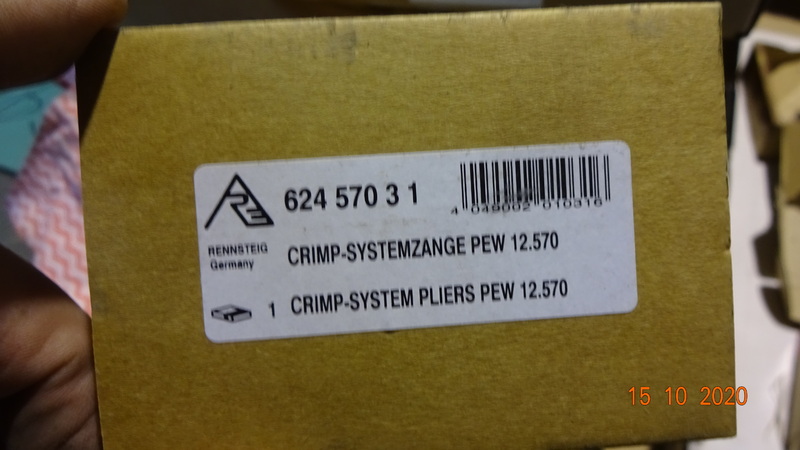 624 570 3 1
4 049002 010316
RENNSTEIG
Germany
CRIMP-SYSTEMZANGE PEW 12.570
1 CRIMP-SYSTEM PLIERS PEW 12.570
15 10 2020